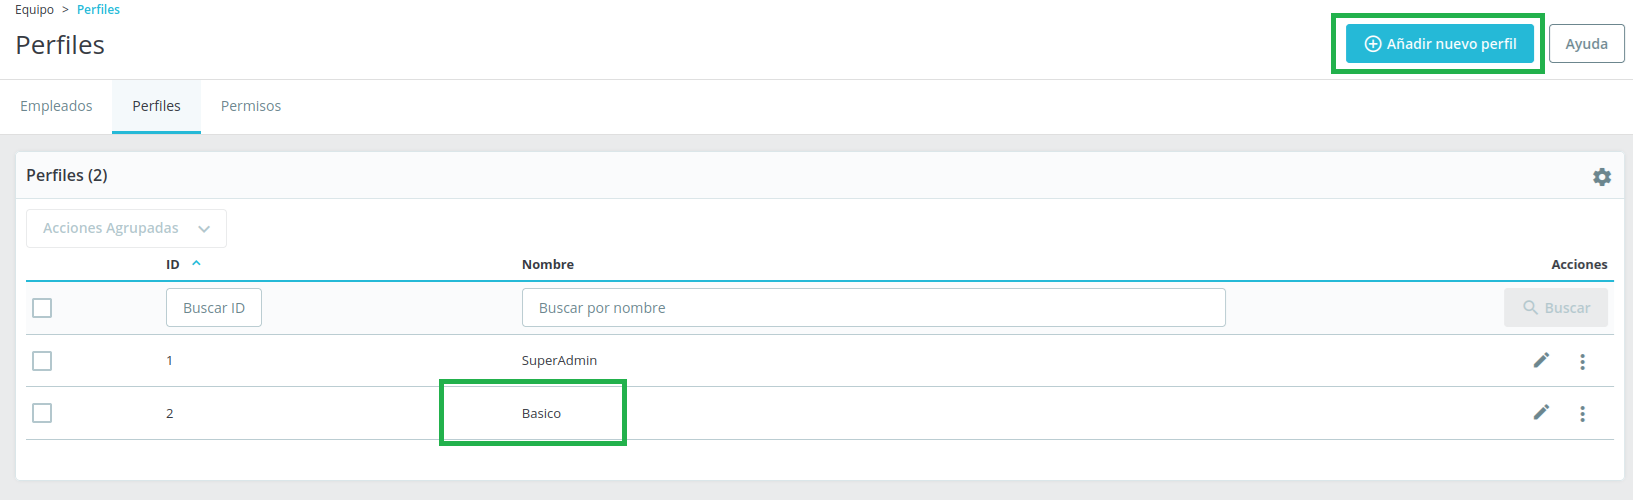 Equipo > Perfiles
Perfiles
Añadir nuevo perfil
Ayuda
Empleados
Perfiles
Permisos
Perfiles (2)
Acciones Agrupadas
ID
Nombre
Acciones
Buscar ID
Buscar por nombre
Buscar
1
SuperAdmin
2
Basico